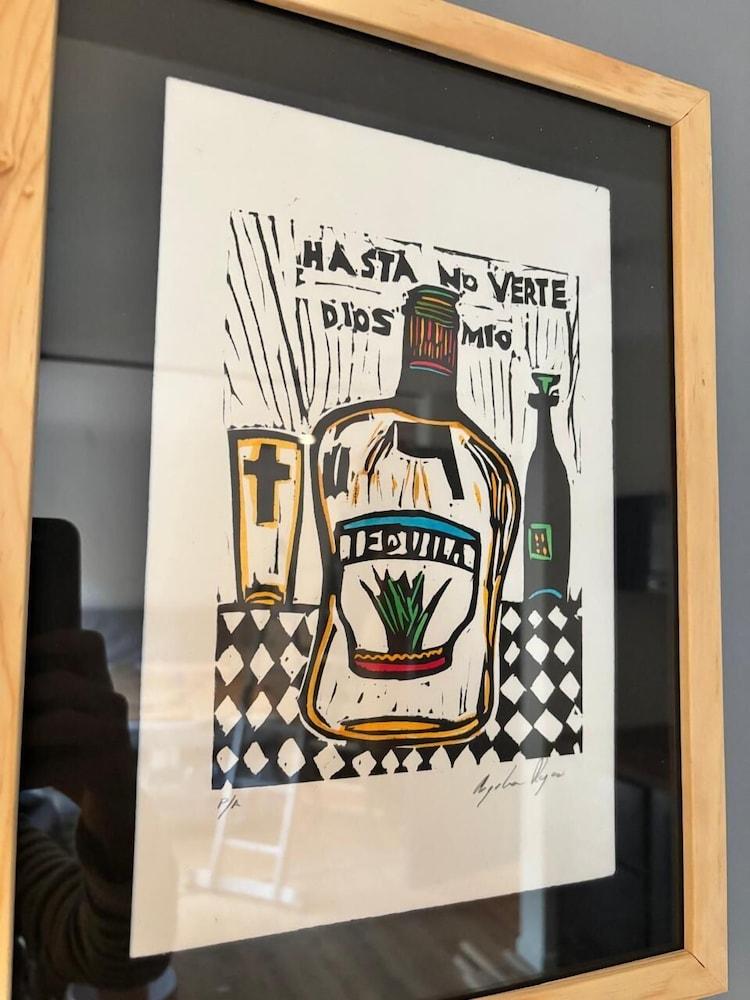 HASTA NO VERTE
DIOS MIO
TEQUILA
P/A